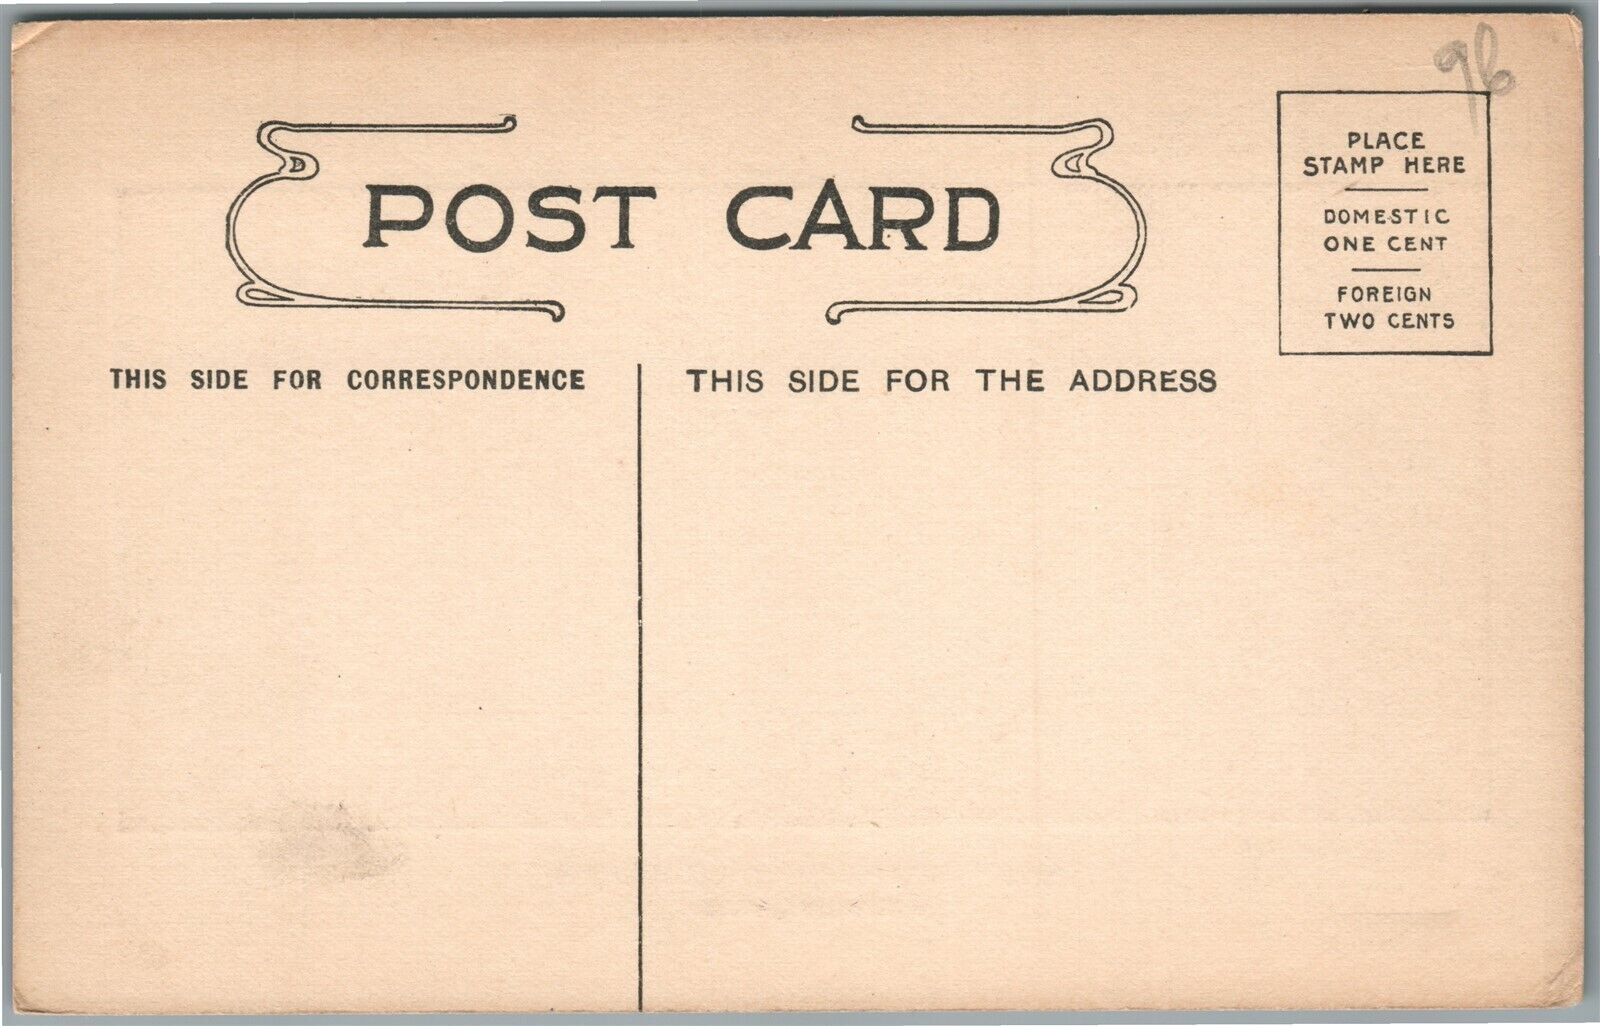 96
POST CARD
PLACE
STAMP HERE
DOMESTIC
ONE CENT
FOREIGN
TWO CENTS
THIS SIDE FOR CORRESPONDENCE
THIS SIDE FOR THE ADDRESS